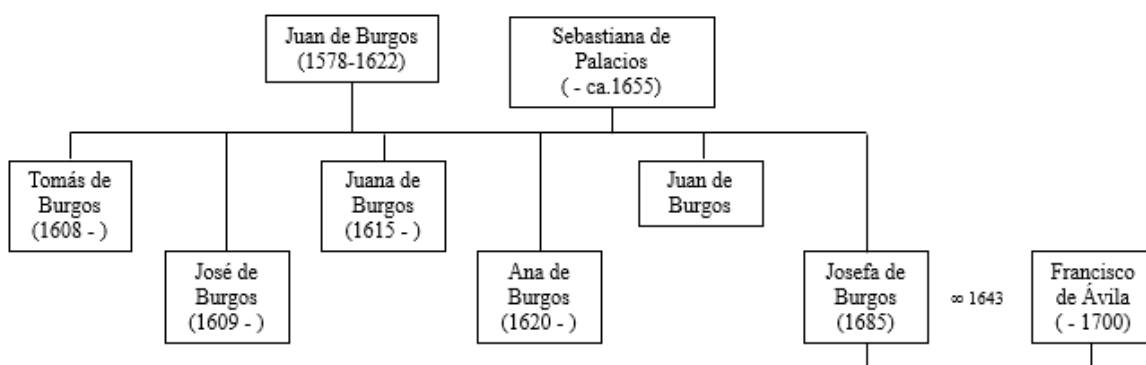 Juan de Burgos
(1578-1622)
Sebastiana de
Palacios
( - ca.1655)
Tomás de
Burgos
(1608 - )
Juana de
Burgos
(1615 - )
Juan de
Burgos
José de
Burgos
(1609 - )
Ana de
Burgos
(1620 - )
Josefa de
Burgos
(1685)
∞ 1643
Francisco
de Ávila
( - 1700)